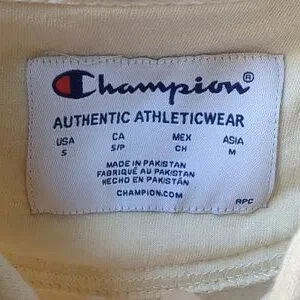 Champion®
AUTHENTIC ATHLETICWEAR
USA CA MEX ASIA
S S/P CH M
MADE IN PAKISTAN
FABRIQUÉ AU PAKISTAN
HECHO EN PAKISTÁN
CHAMPION.COM
RPC